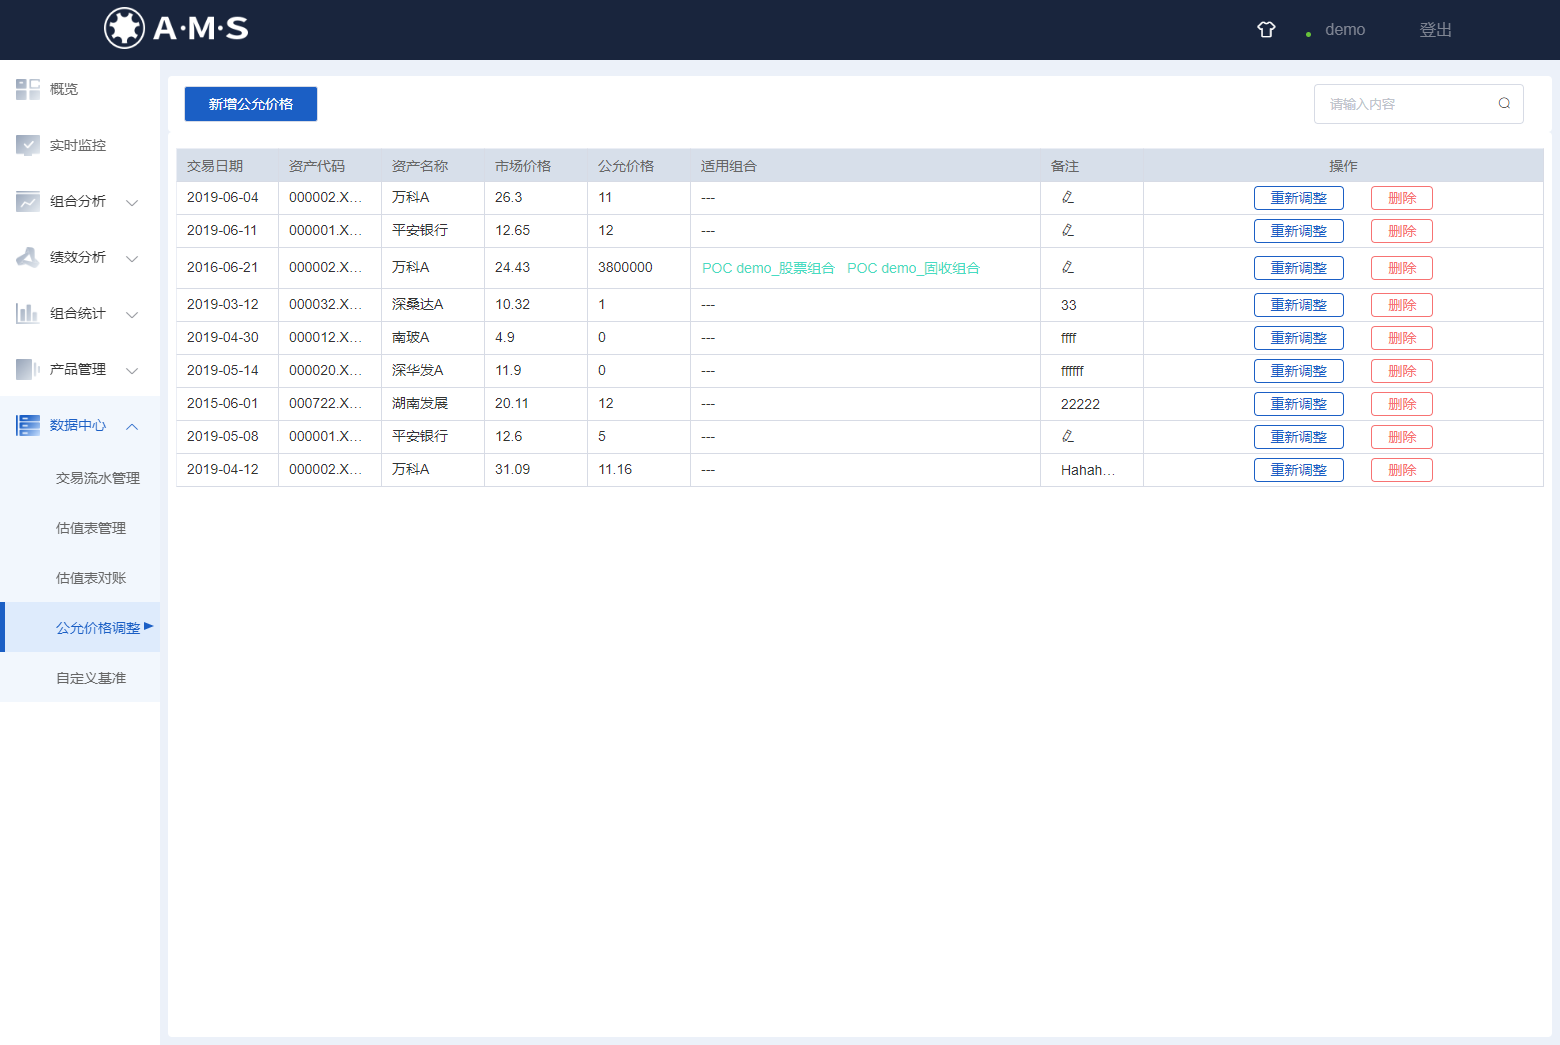 A·M·S
demo
登出
概览
实时监控
组合分析
绩效分析
组合统计
产品管理
数据中心
交易流水管理
估值表管理
估值表对账
公允价格调整
自定义基准
新增公允价格
请输入内容
交易日期 资产代码 资产名称 市场价格 公允价格 适用组合 备注 操作
2019-06-04 000002.X... 万科A 26.3 11 --- 重新调整 删除
2019-06-11 000001.X... 平安银行 12.65 12 --- 重新调整 删除
2016-06-21 000002.X... 万科A 24.43 3800000 POC demo_股票组合 POC demo_固收组合 重新调整 删除
2019-03-12 000032.X... 深桑达A 10.32 1 --- 33 重新调整 删除
2019-04-30 000012.X... 南玻A 4.9 0 --- ffff 重新调整 删除
2019-05-14 000020.X... 深华发A 11.9 0 --- ffffff 重新调整 删除
2015-06-01 000722.X... 湖南发展 20.11 12 --- 22222 重新调整 删除
2019-05-08 000001.X... 平安银行 12.6 5 --- 重新调整 删除
2019-04-12 000002.X... 万科A 31.09 11.16 --- Hahah... 重新调整 删除